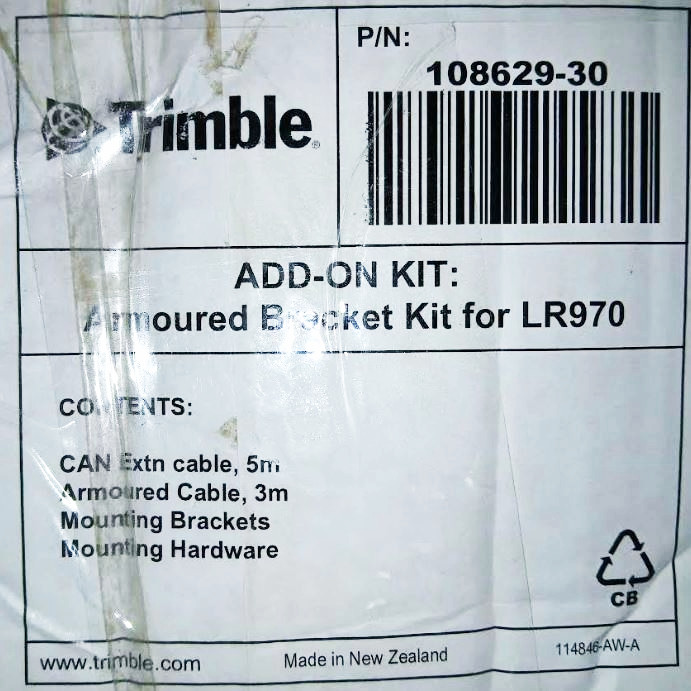 P/N:
108629-30
Trimble®
ADD-ON KIT:
Armoured Bracket Kit for LR970
CONTENTS:
CAN Extn cable, 5m
Armoured Cable, 3m
Mounting Brackets
Mounting Hardware
CB
www.trimble.com
Made in New Zealand
114846-AW-A